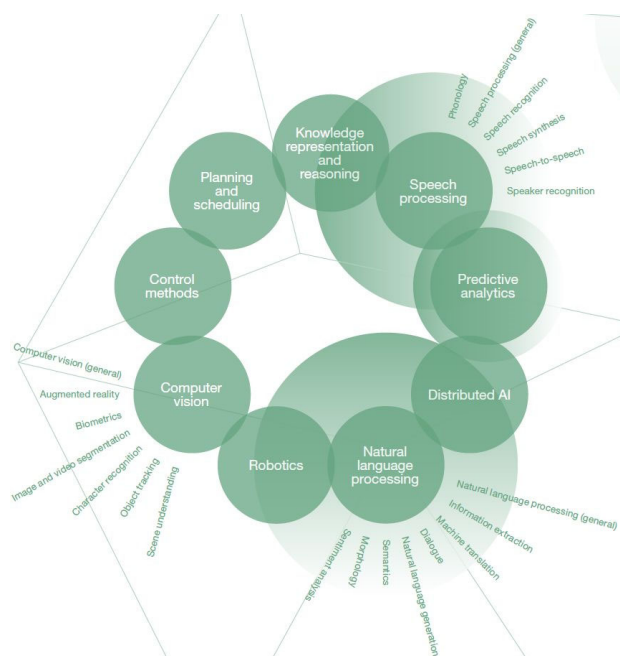 Phonology
Speech processing (general)
Speech recognition
Speech synthesis
Speech-to-speech
Speaker recognition
Knowledge
representation
and
reasoning
Planning
and
scheduling
Speech
processing
Control
methods
Predictive
analytics
Computer vision (general)
Augmented reality
Biometrics
Image and video segmentation
Character recognition
Object tracking
Scene understanding
Computer
vision
Distributed AI
Robotics
Natural
language
processing
Natural language processing (general)
Information extraction
Machine translation
Dialogue
Natural language generation
Semantics
Morphology
Sentiment analysis